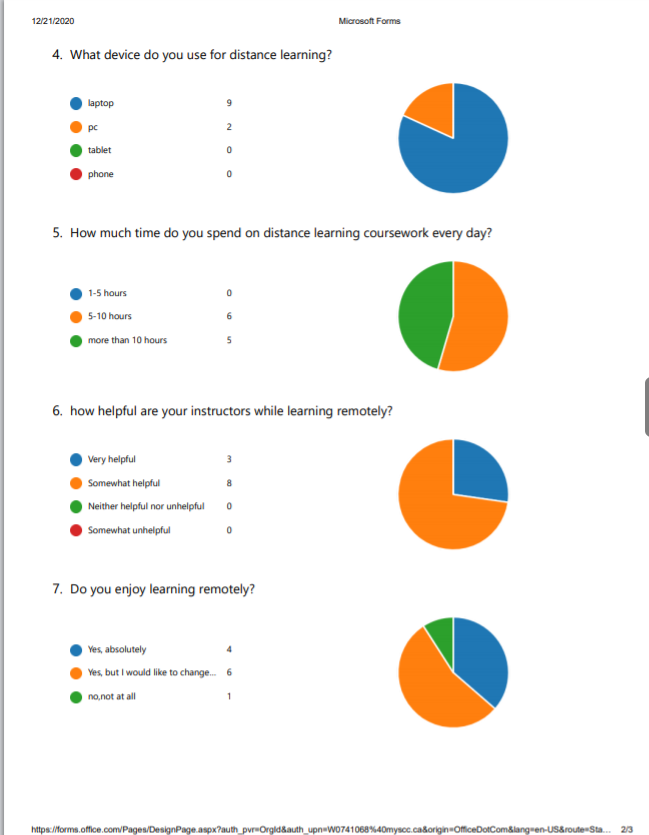 12/21/2020 Microsoft Forms
4. What device do you use for distance learning?
laptop 9
pc 2
tablet 0
phone 0
5. How much time do you spend on distance learning coursework every day?
1-5 hours 0
5-10 hours 6
more than 10 hours 5
6. how helpful are your instructors while learning remotely?
Very helpful 3
Somewhat helpful 8
Neither helpful nor unhelpful 0
Somewhat unhelpful 0
7. Do you enjoy learning remotely?
Yes, absolutely 4
Yes, but I would like to change... 6
no,not at all 1
https://forms.office.com/Pages/DesignPage.aspx?auth_pvr=OrgId&auth_upn=W0741068%40myscc.ca&origin=OfficeDotCom&lang=en-US&route=Sta... 2/3